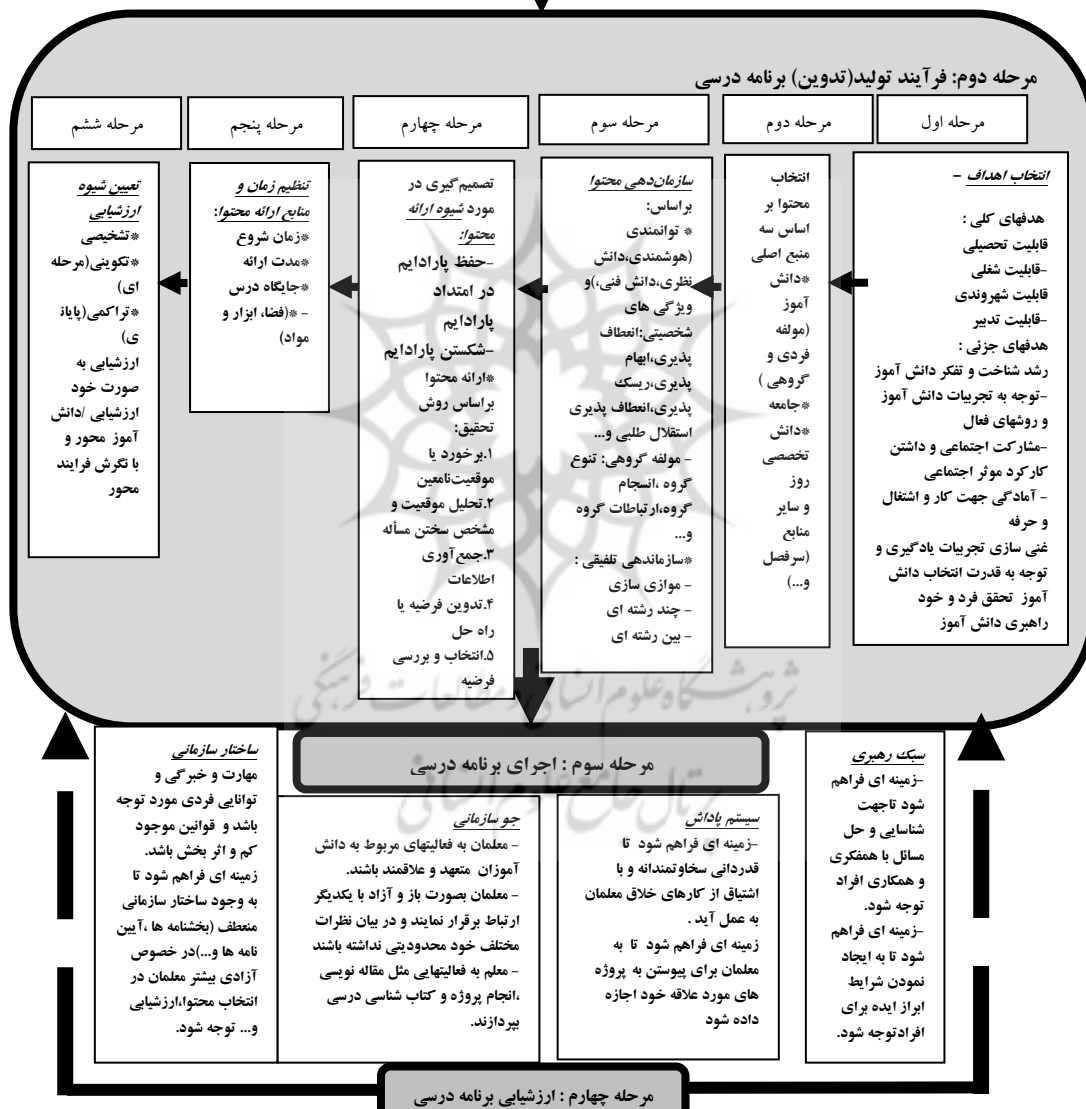 مرحله دوم: فرآیند تولید(تدوین) برنامه درسی
مرحله اول
مرحله دوم
مرحله سوم
مرحله چهارم
مرحله پنجم
مرحله ششم
انتخاب اهداف –
هدفهای کلی :
قابلیت تحصیلی
-قابلیت شغلی
قابلیت شهروندی
-قابلیت تدبیر
هدفهای جزئی :
رشد شناخت و تفکر دانش آموز
-توجه به تجربیات دانش آموز
و روشهای فعال
-مشارکت اجتماعی و داشتن
کارکرد موثر اجتماعی
- آمادگی جهت کار و اشتغال
و حرفه
غنی سازی تجربیات یادگیری و
توجه به قدرت انتخاب دانش
آموز تحقق فرد و خود
راهبری دانش آموز
انتخاب
محتوا بر
اساس سه
منبع اصلی
*دانش
آموز
(مولفه
فردی و
گروهی )
*جامعه
*دانش
تخصصی
روز
و سایر
منابع
(سرفصل
و...)
سازمان‌دهی محتوا
براساس:
* توانمندی
(هوشمندی،دانش
نظری،دانش فنی،)و
ویژگی های
شخصیتی:انعطاف
پذیری،ابهام
پذیری،ریسک
پذیری،انعطاف پذیری
استقلال طلبی و...
- مولفه گروهی: تنوع
گروه ،انسجام
گروه،ارتباطات گروه
و...
*سازماندهی تلفیقی :
- موازی سازی
- چند رشته ای
- بین رشته ای
تصمیم گیری در
مورد شیوه ارائه
محتوا:
-حفظ پارادایم
در امتداد
پارادایم
-شکستن پارادایم
*ارائه محتوا
براساس روش
تحقیق:
۱.برخورد یا
موقعیت‌نامعین
۲.تحلیل موقعیت و
مشخص سختن مسأله
۳.جمع‌آوری
اطلاعات
۴.تدوین فرضیه یا
راه حل
۵.انتخاب و بررسی
فرضیه
تنظیم زمان و
منابع ارائه محتوا:
*زمان شروع
*مدت ارائه
*جایگاه درس
- *(فضا، ابزار و
مواد)
تعیین شیوه
ارزشیابی
*تشخیصی
*تکوینی(مرحله
ای)
*تراکمی(پایان
ی)
ارزشیابی به
صورت خود
ارزشیابی /دانش
آموز محور و
با نگرش فرایند
محور
پژوهشگاه علوم انسانی و مطالعات فرهنگی
پرتال جامع علوم انسانی
مرحله سوم : اجرای برنامه درسی
سبک رهبری
-زمینه ای فراهم
شود تاجهت
شناسایی و حل
مسائل با همفکری
و همکاری افراد
توجه شود.
-زمینه ای فراهم
شود تا به ایجاد
نمودن شرایط
ابراز ایده برای
افرادتوجه شود.
سیستم پاداش
-زمینه ای فراهم شود تا
قدردانی سخاوتمندانه و با
اشتیاق از کارهای خلاق معلمان
به عمل آید .
زمینه ای فراهم شود تا به
معلمان برای پیوستن به پروژه
های مورد علاقه خود اجازه
داده شود
جو سازمانی
- معلمان به فعالیتهای مربوط به دانش
آموزان متعهد و علاقمند باشند.
- معلمان بصورت باز و آزاد با یکدیگر
ارتباط برقرار نمایند و در بیان نظرات
مختلف خود محدودیتی نداشته باشند
- معلم به فعالیتهایی مثل مقاله نویسی
،انجام پروژه و کتاب شناسی درسی
بپردازند.
ساختار سازمانی
مهارت و خبرگی و
توانایی فردی مورد توجه
باشد و قوانین موجود
کم و اثر بخش باشد.
زمینه ای فراهم شود تا
به وجود ساختار سازمانی
منعطف (بخشنامه ها ،آیین
نامه ها و...)در خصوص
آزادی بیشتر معلمان در
انتخاب محتوا،ارزشیابی
و... توجه شود.
مرحله چهارم : ارزشیابی برنامه درسی